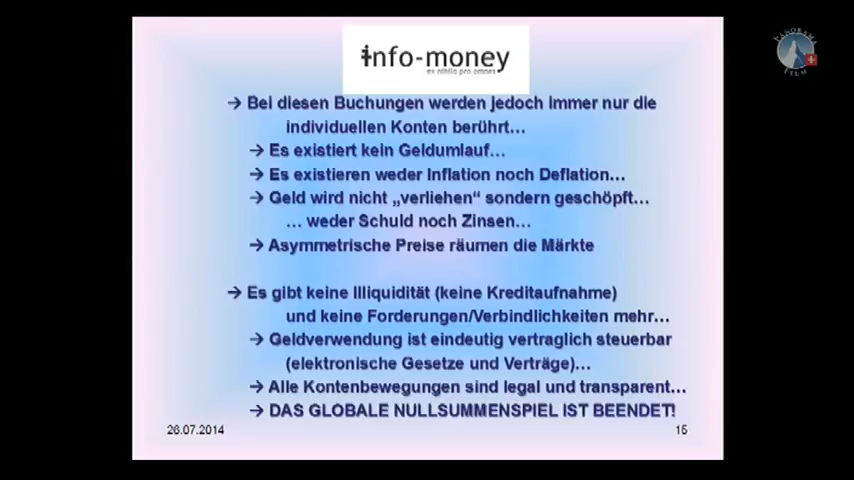 info-money
ex nihilo pro omnes
PANORAMA
FILM
→ Bei diesen Buchungen werden jedoch immer nur die
individuellen Konten berührt…
→ Es existiert kein Geldumlauf…
→ Es existieren weder Inflation noch Deflation…
→ Geld wird nicht „verliehen“ sondern geschöpft…
… weder Schuld noch Zinsen…
→ Asymmetrische Preise räumen die Märkte
→ Es gibt keine Illiquidität (keine Kreditaufnahme)
und keine Forderungen/Verbindlichkeiten mehr…
→ Geldverwendung ist eindeutig vertraglich steuerbar
(elektronische Gesetze und Verträge)…
→ Alle Kontenbewegungen sind legal und transparent…
→ DAS GLOBALE NULLSUMMENSPIEL IST BEENDET!
26.07.2014
15